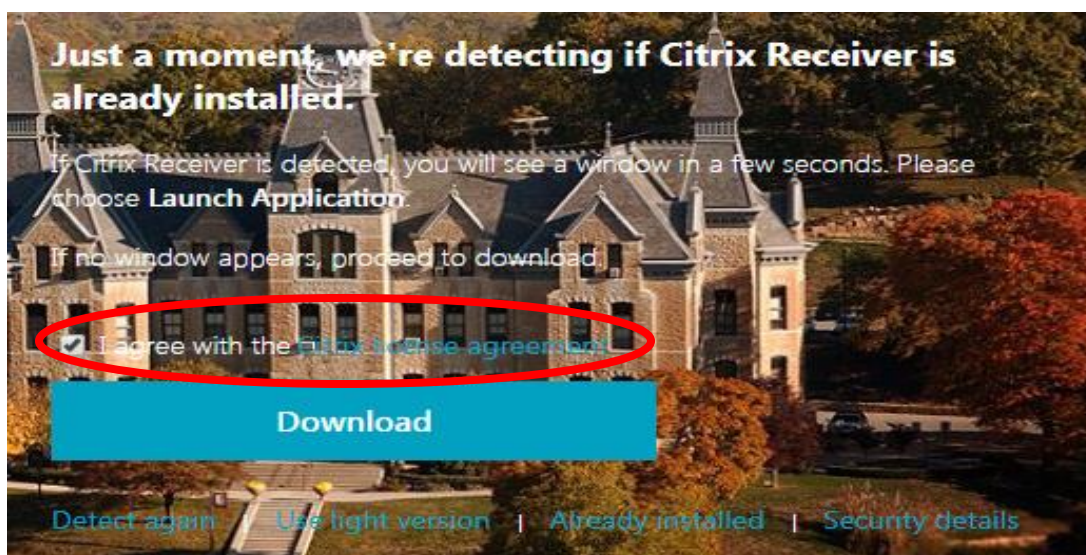 Just a moment, we're detecting if Citrix Receiver is
already installed.
If Citrix Receiver is detected, you will see a window in a few seconds. Please
choose Launch Application.
If no window appears, proceed to download.
I agree with the Citrix license agreement
Download
Detect again | Use light version | Already installed | Security details